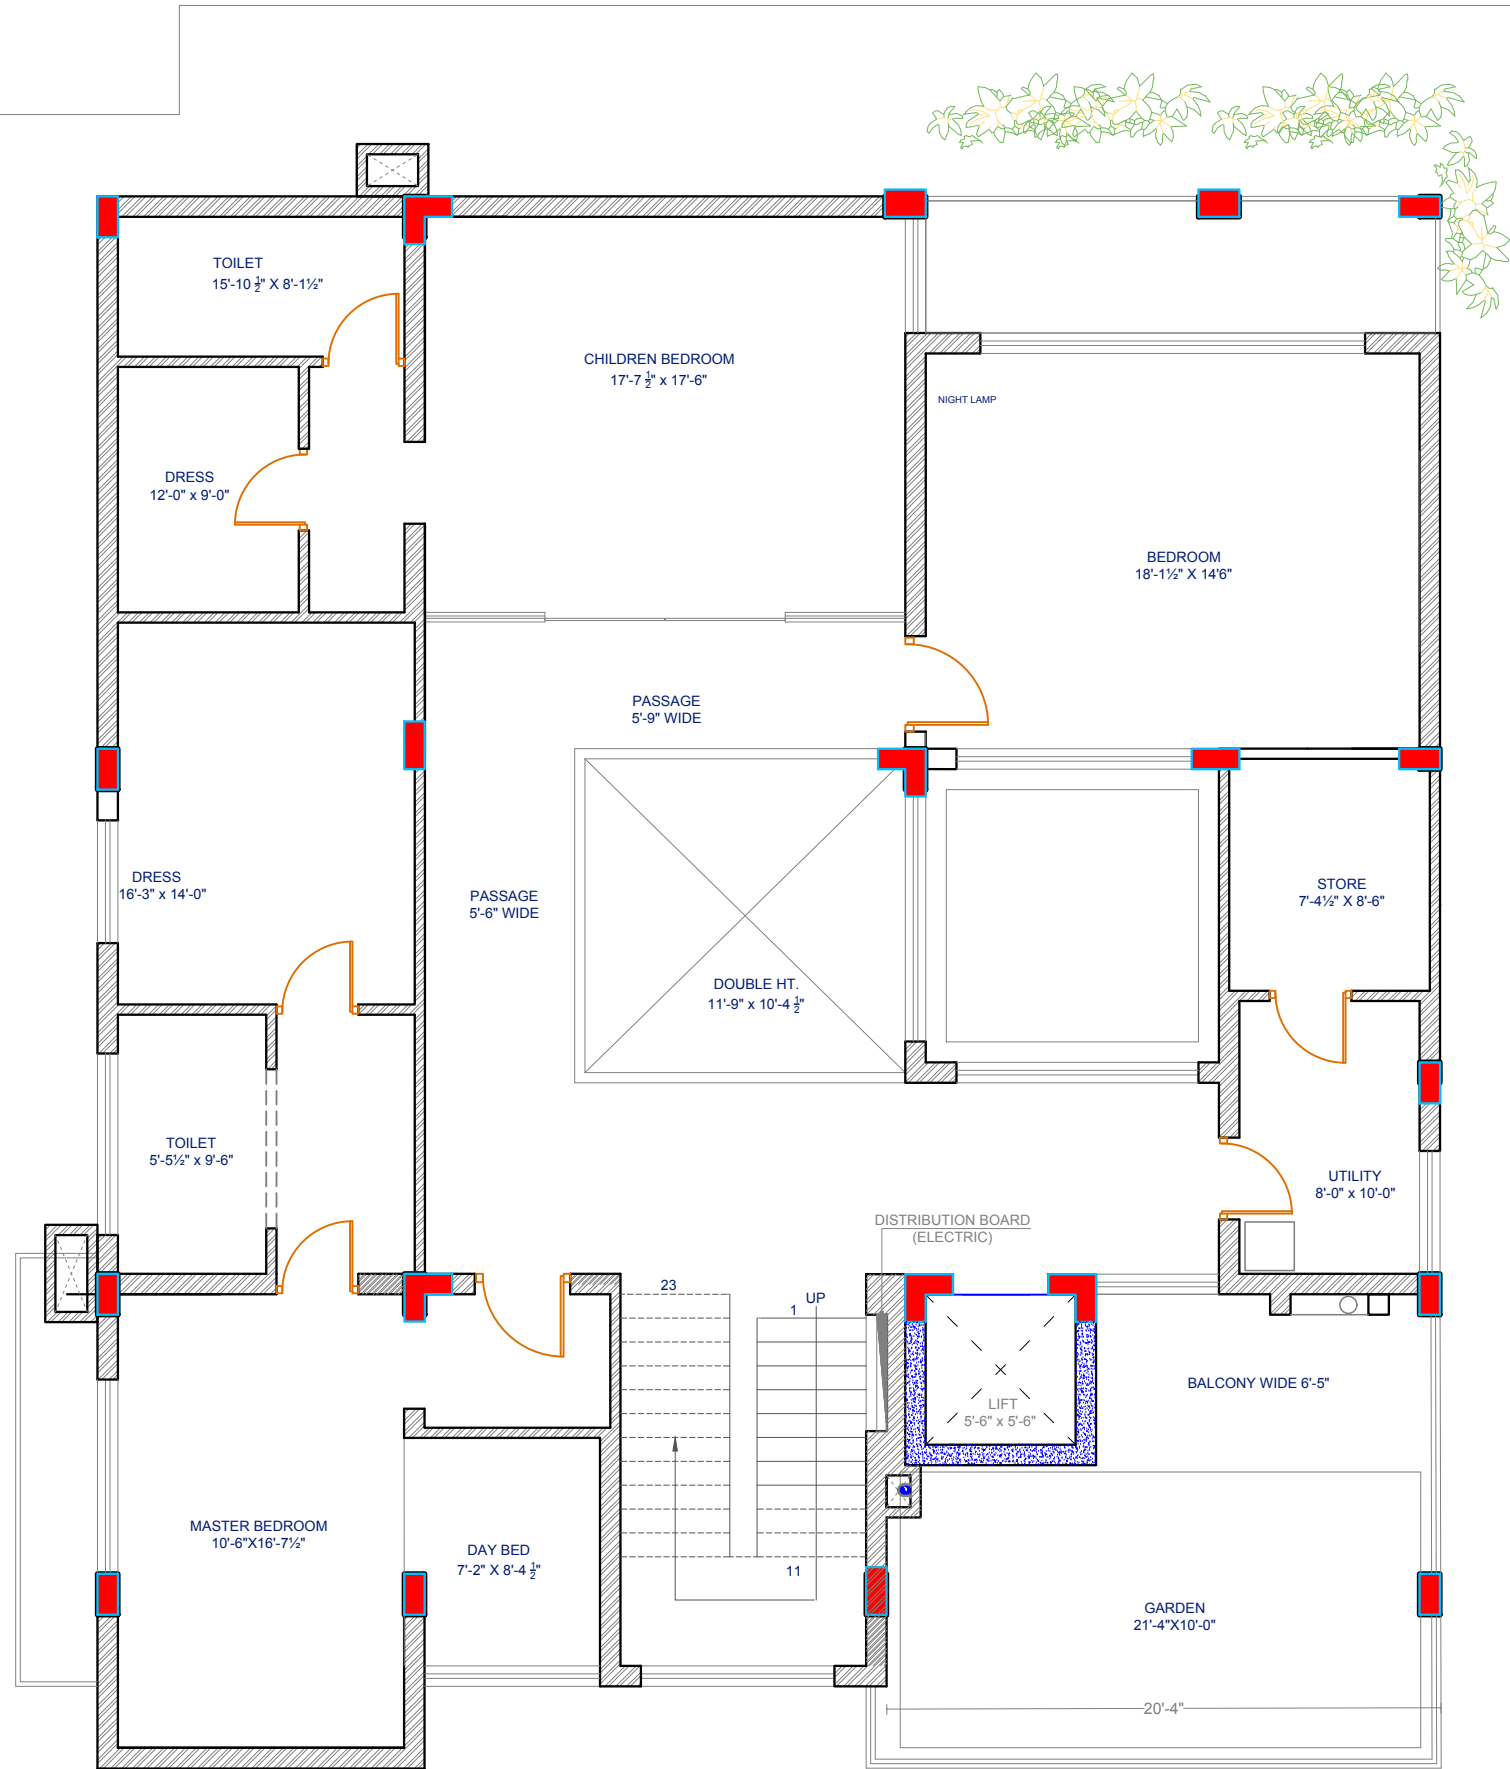 TOILET
15'-10 ½" X 8'-1½"
CHILDREN BEDROOM
17'-7 ½" x 17'-6"
NIGHT LAMP
DRESS
12'-0" x 9'-0"
BEDROOM
18'-1½" X 14'6"
PASSAGE
5'-9" WIDE
DRESS
16'-3" x 14'-0"
PASSAGE
5'-6" WIDE
STORE
7'-4½" X 8'-6"
DOUBLE HT.
11'-9" x 10'-4 ½"
TOILET
5'-5½" x 9'-6"
UTILITY
8'-0" x 10'-0"
DISTRIBUTION BOARD
(ELECTRIC)
23
UP
1
BALCONY WIDE 6'-5"
LIFT
5'-6" x 5'-6"
MASTER BEDROOM
10'-6"X16'-7½"
DAY BED
7'-2" X 8'-4 ½"
11
GARDEN
21'-4"X10'-0"
20'-4"